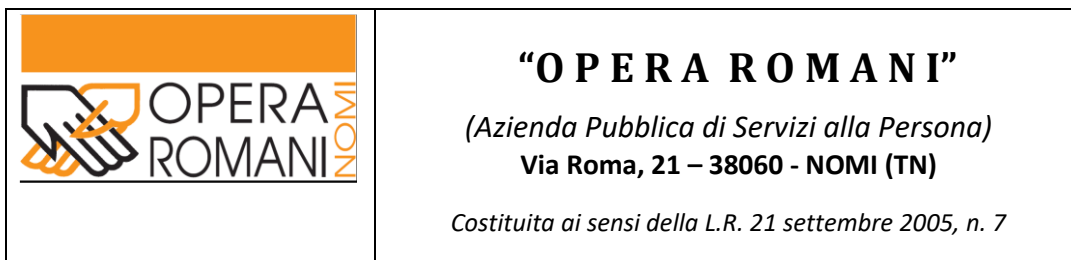 OPERA
ROMANI
NOMI
“O P E R A R O M A N I”
(Azienda Pubblica di Servizi alla Persona)
Via Roma, 21 – 38060 - NOMI (TN)
Costituita ai sensi della L.R. 21 settembre 2005, n. 7